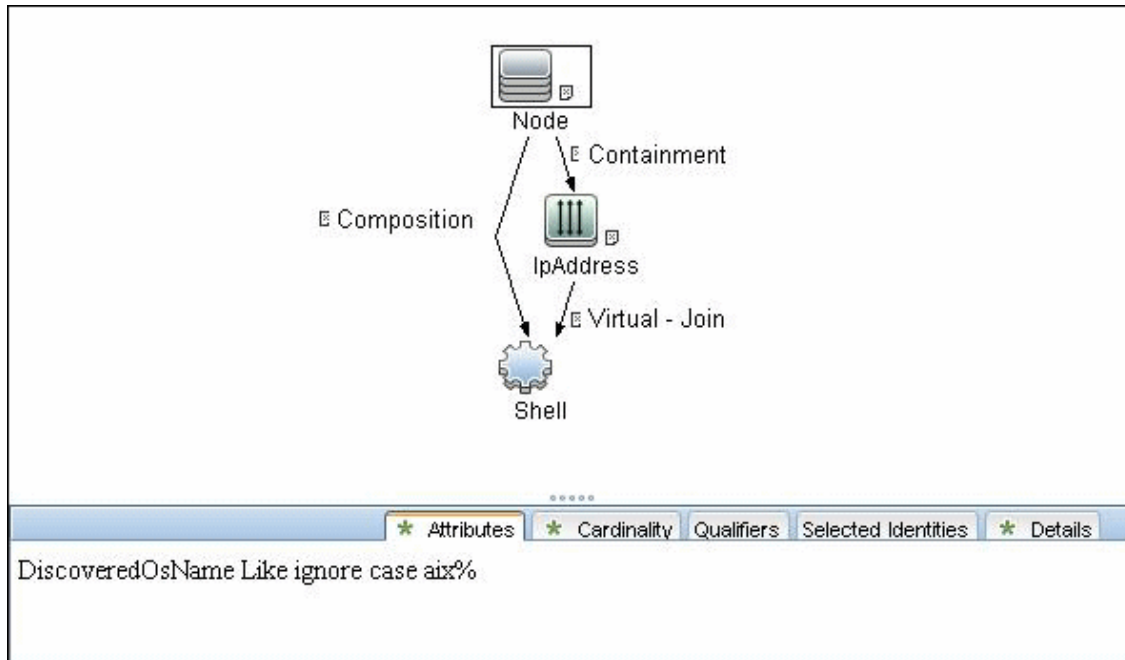 Node
Containment
Composition
IpAddress
Virtual - Join
Shell
* Attributes * Cardinality Qualifiers Selected Identities * Details
DiscoveredOsName Like ignore case aix%